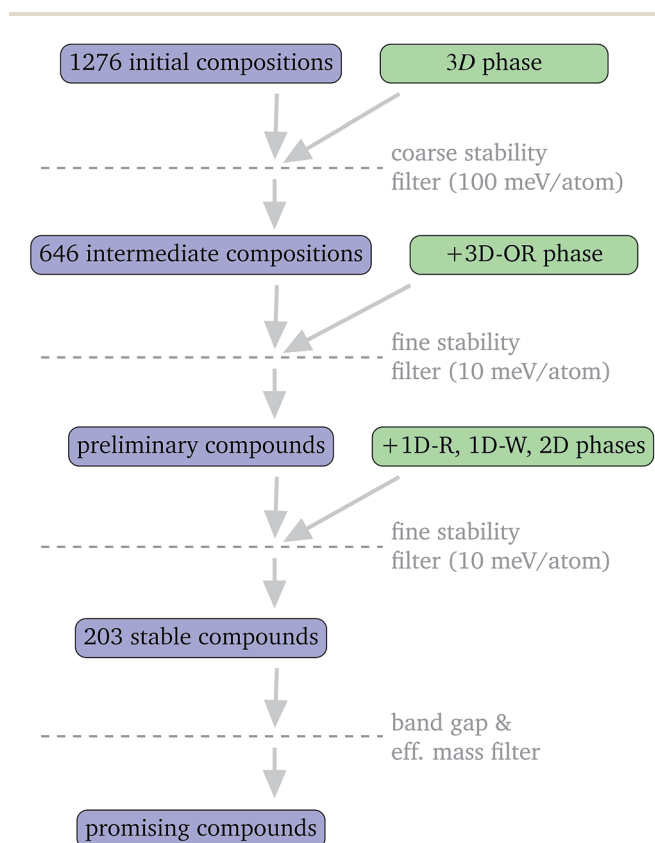 1276 initial compositions
3D phase
coarse stability
filter (100 meV/atom)
646 intermediate compositions
+3D-OR phase
fine stability
filter (10 meV/atom)
preliminary compounds
+1D-R, 1D-W, 2D phases
fine stability
filter (10 meV/atom)
203 stable compounds
band gap &
eff. mass filter
promising compounds